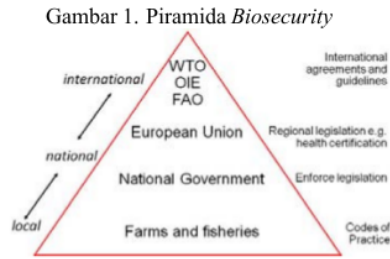 Gambar 1. Piramida Biosecurity
WTO
OIE
FAO
international
International
agreements and
guidelines
European Union
Regional legislation e.g.
health certification
national
National Government
Enforce legislation
local
Farms and fisheries
Codes of
Practice